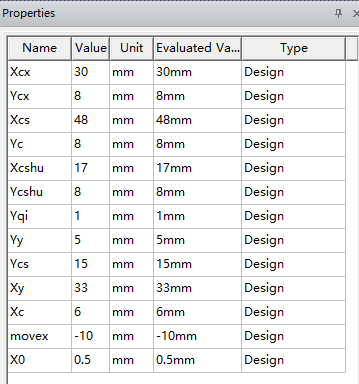 Properties
Name Value Unit Evaluated Va... Type
Xcx 30 mm 30mm Design
Ycx 8 mm 8mm Design
Xcs 48 mm 48mm Design
Yc 8 mm 8mm Design
Xcshu 17 mm 17mm Design
Ycshu 8 mm 8mm Design
Yqi 1 mm 1mm Design
Yy 5 mm 5mm Design
Ycs 15 mm 15mm Design
Xy 33 mm 33mm Design
Xc 6 mm 6mm Design
movex -10 mm -10mm Design
X0 0.5 mm 0.5mm Design